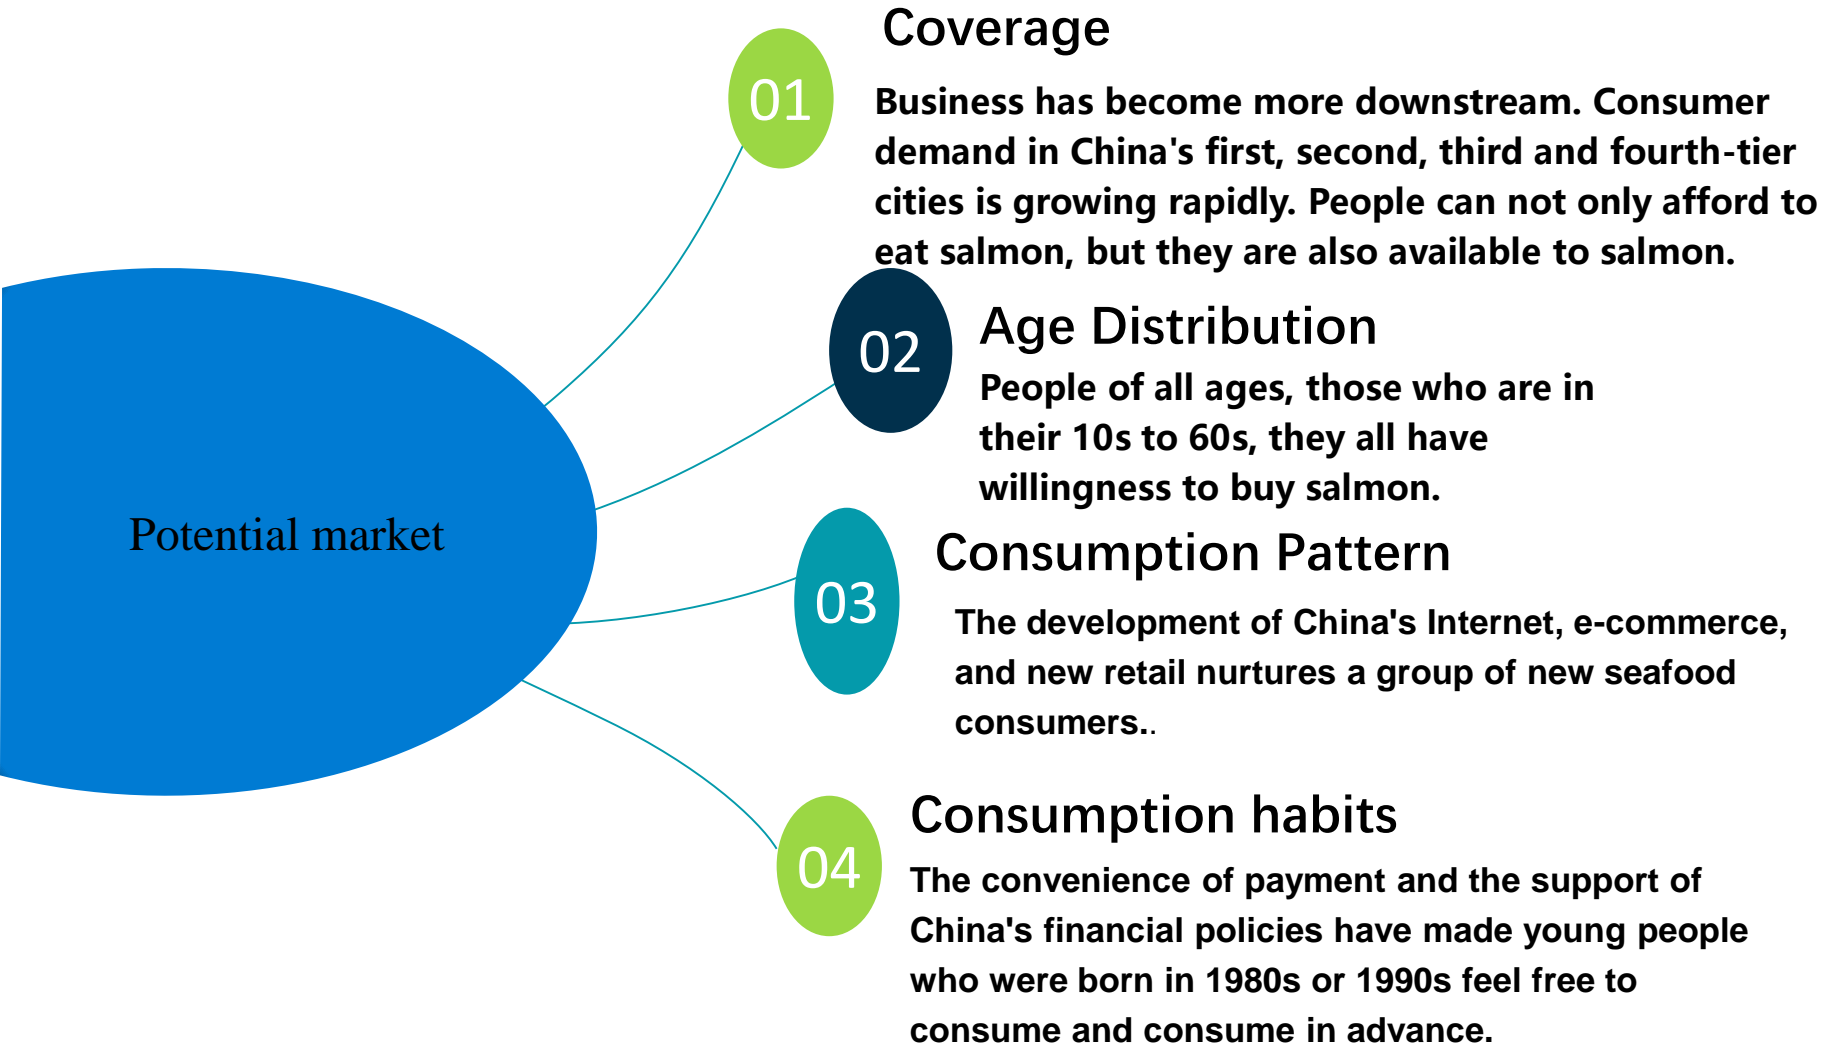 Potential market
01
Coverage
Business has become more downstream. Consumer
demand in China's first, second, third and fourth-tier
cities is growing rapidly. People can not only afford to
eat salmon, but they are also available to salmon.
02
Age Distribution
People of all ages, those who are in
their 10s to 60s, they all have
willingness to buy salmon.
03
Consumption Pattern
The development of China's Internet, e-commerce,
and new retail nurtures a group of new seafood
consumers..
04
Consumption habits
The convenience of payment and the support of
China's financial policies have made young people
who were born in 1980s or 1990s feel free to
consume and consume in advance.